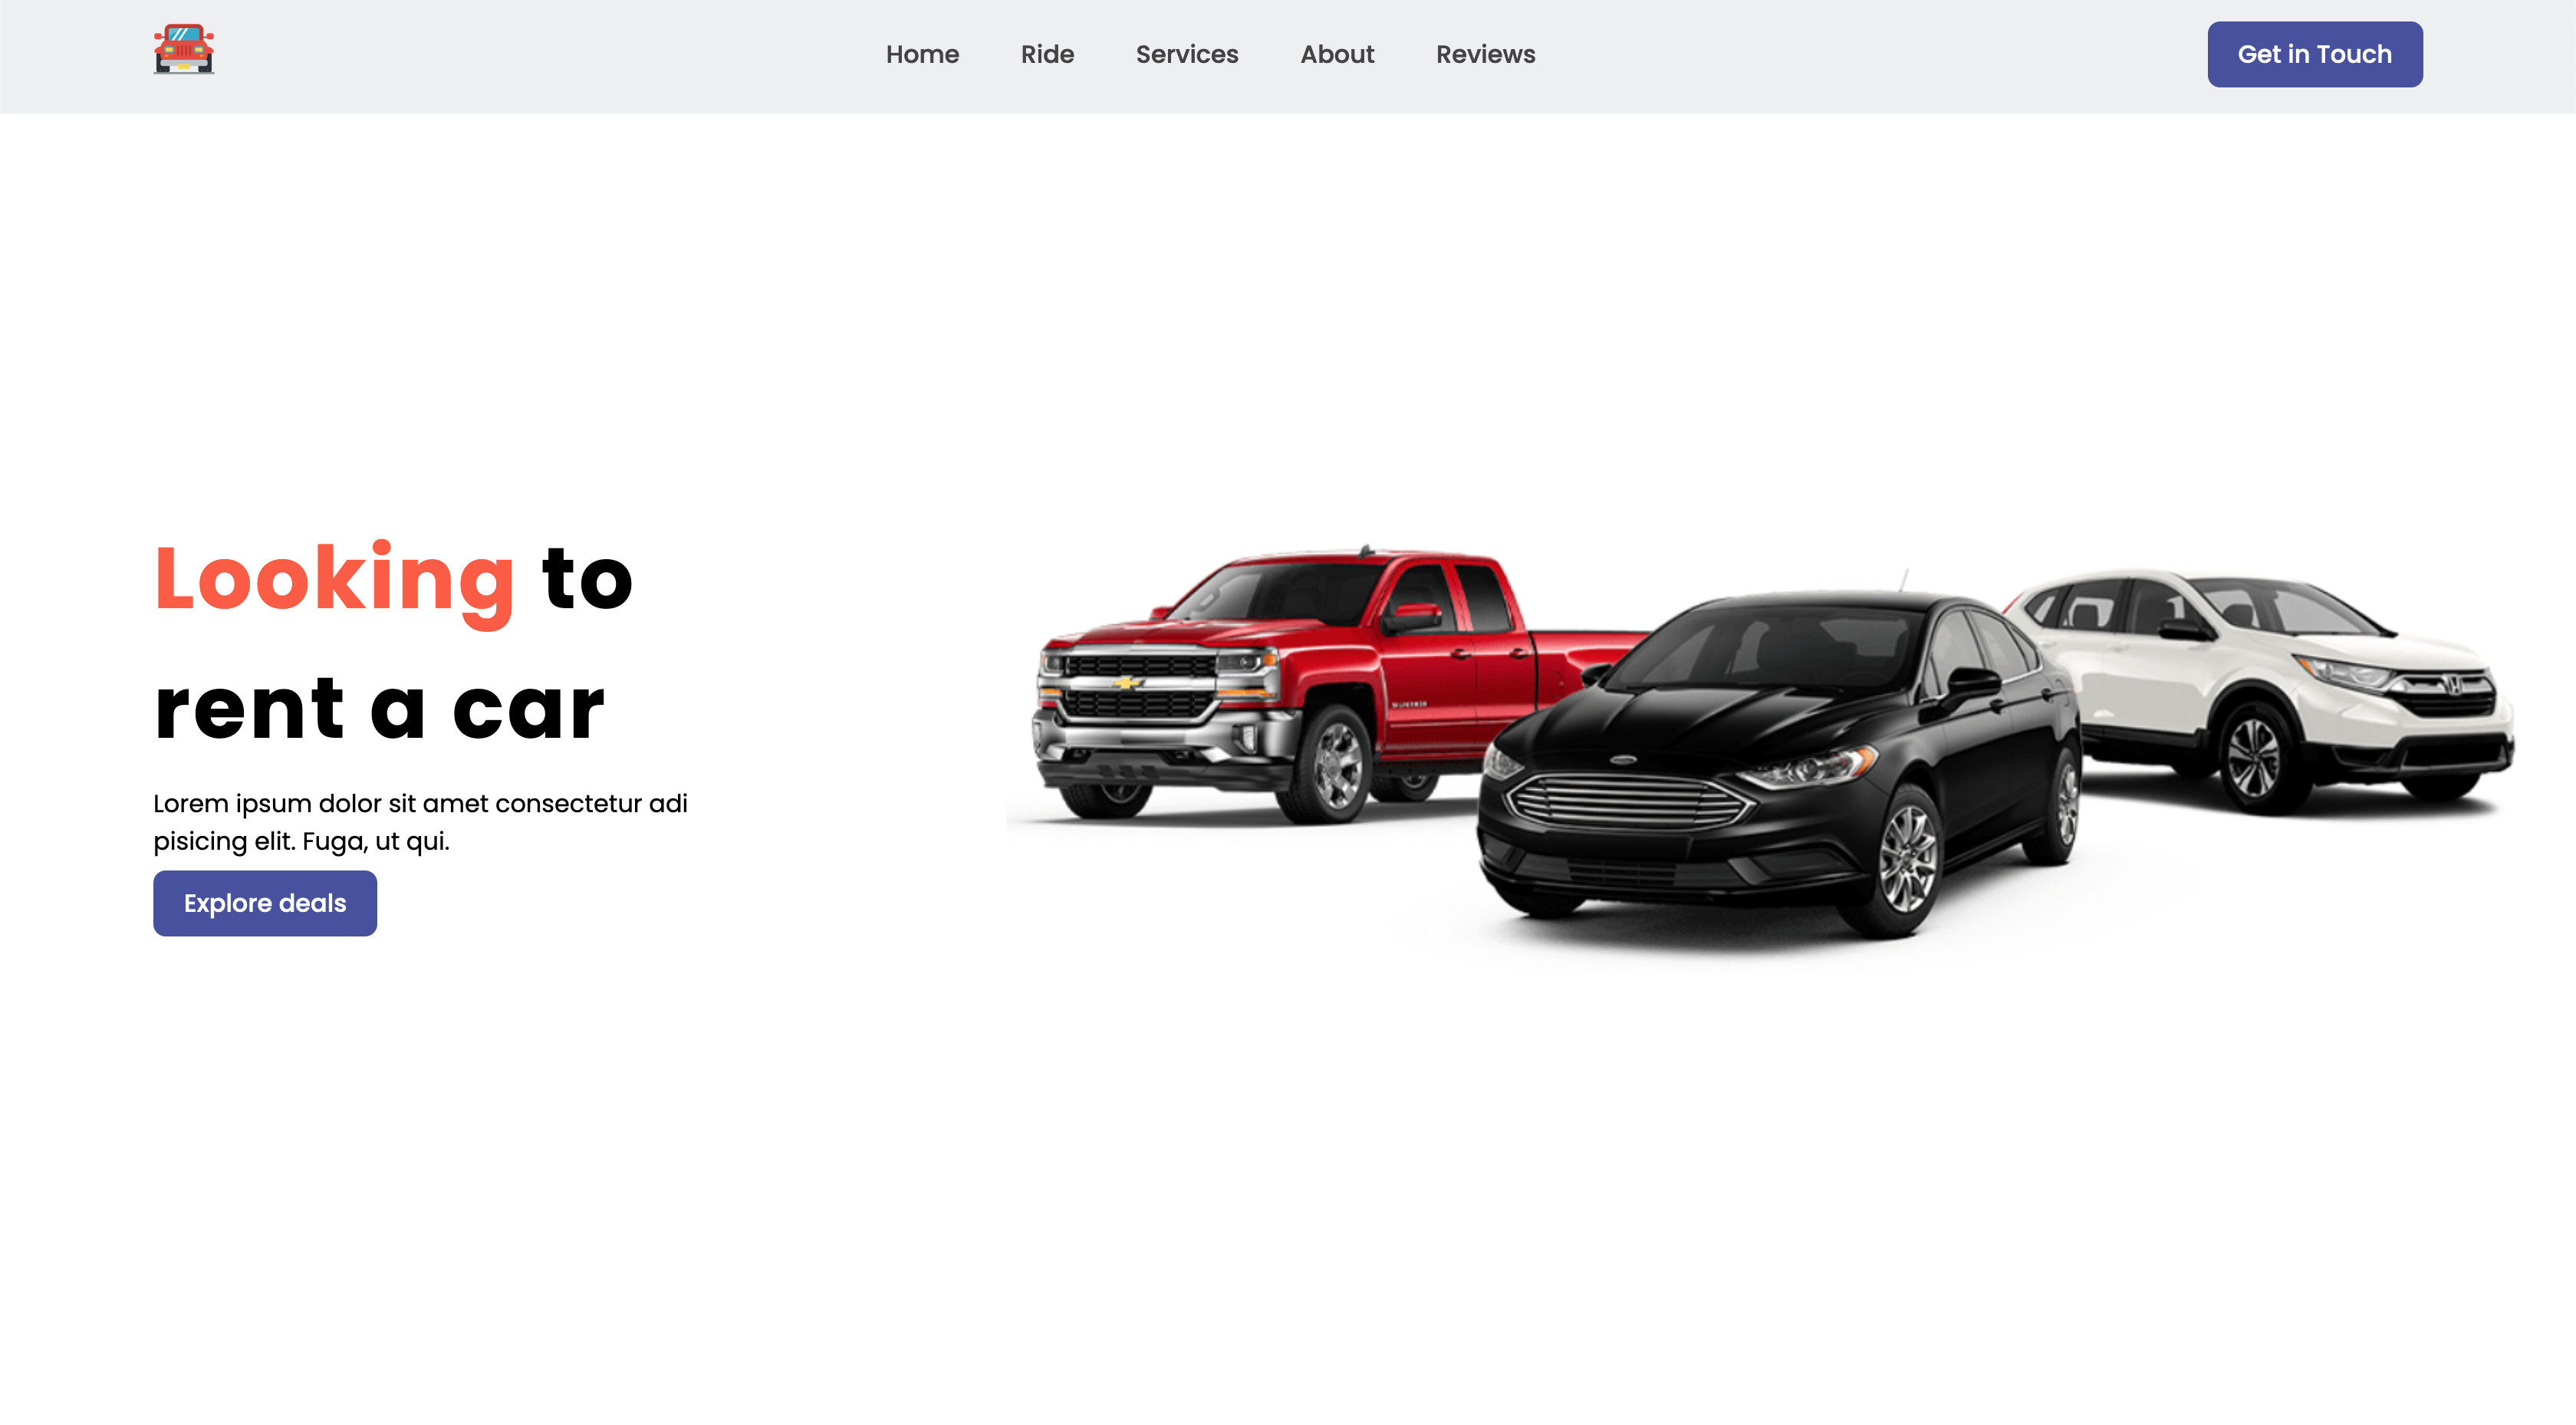 Home Ride Services About Reviews Get in Touch
Looking to
rent a car
Lorem ipsum dolor sit amet consectetur adi
pisicing elit. Fuga, ut qui.
Explore deals